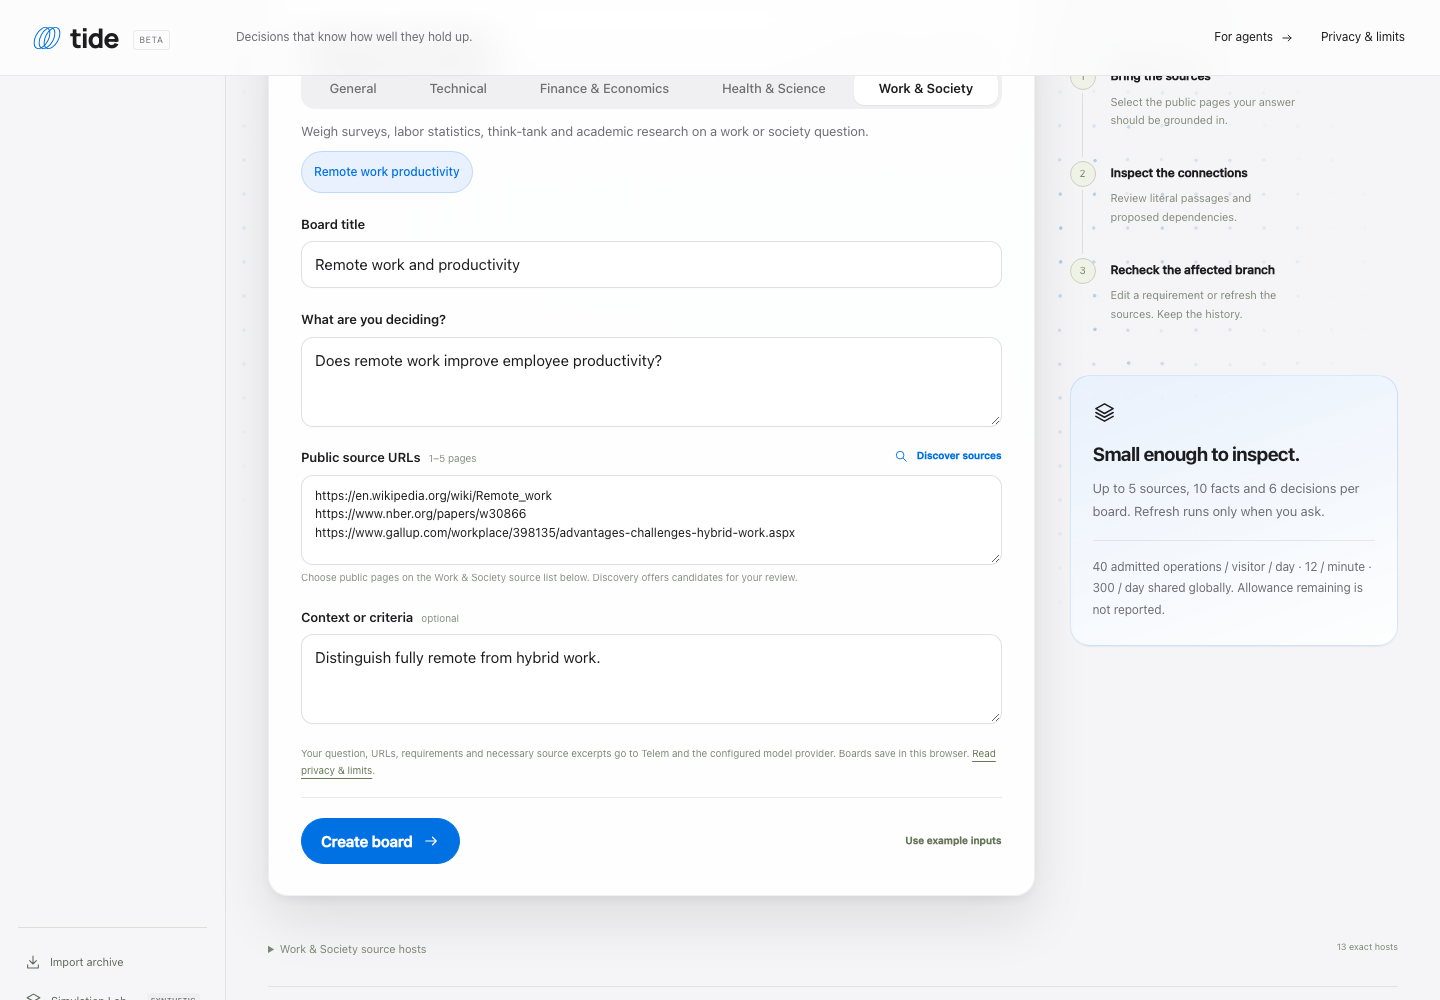 tide
BETA
Decisions that know how well they hold up.
For agents →
Privacy & limits
General
Technical
Finance & Economics
Health & Science
Work & Society
Weigh surveys, labor statistics, think-tank and academic research on a work or society question.
Remote work productivity
Board title
Remote work and productivity
What are you deciding?
Does remote work improve employee productivity?
Public source URLs 1–5 pages
Discover sources
https://en.wikipedia.org/wiki/Remote_work
https://www.nber.org/papers/w30866
https://www.gallup.com/workplace/398135/advantages-challenges-hybrid-work.aspx
Choose public pages on the Work & Society source list below. Discovery offers candidates for your review.
Context or criteria optional
Distinguish fully remote from hybrid work.
Your question, URLs, requirements and necessary source excerpts go to Telem and the configured model provider. Boards save in this browser. Read
privacy & limits.
Create board →
Use example inputs
Work & Society source hosts
13 exact hosts
1
Bring the sources
Select the public pages your answer
should be grounded in.
2
Inspect the connections
Review literal passages and
proposed dependencies.
3
Recheck the affected branch
Edit a requirement or refresh the
sources. Keep the history.
Small enough to inspect.
Up to 5 sources, 10 facts and 6 decisions per
board. Refresh runs only when you ask.
40 admitted operations / visitor / day · 12 / minute ·
300 / day shared globally. Allowance remaining is
not reported.
Import archive
Simulation Lab
SYNTHETIC